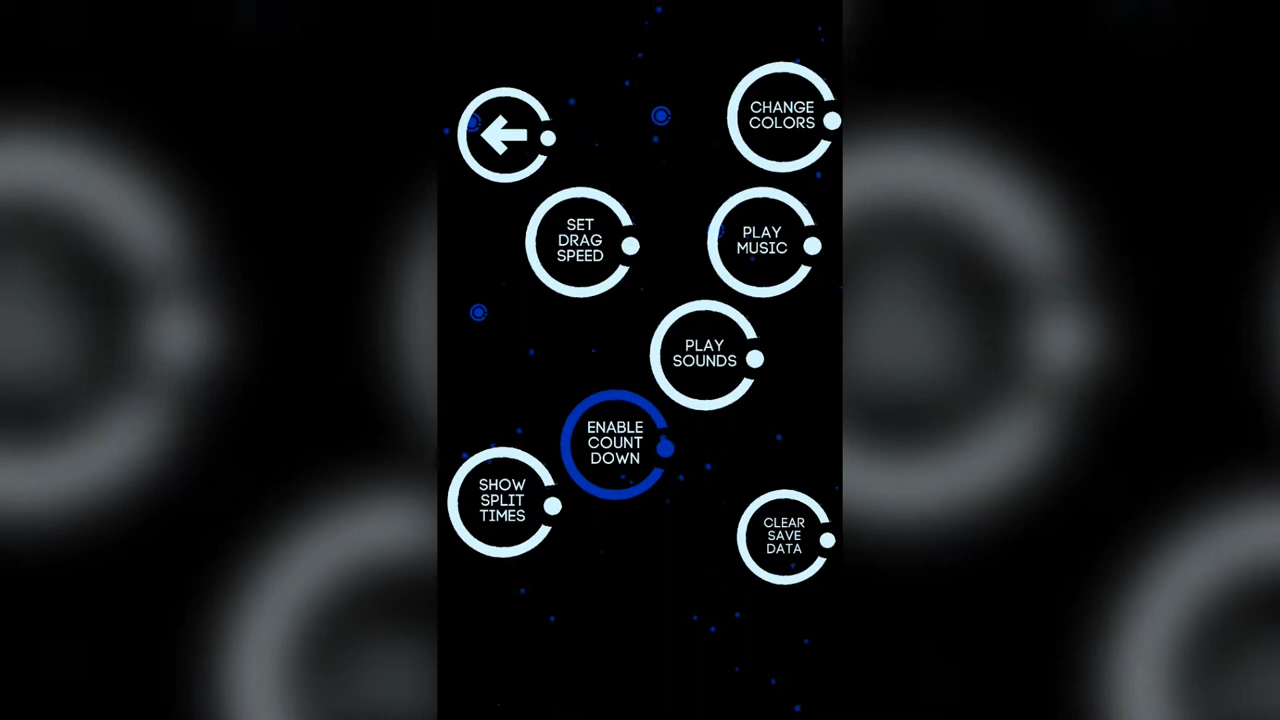 CHANGE
COLORS
SET
DRAG
SPEED
PLAY
MUSIC
PLAY
SOUNDS
ENABLE
COUNT
DOWN
SHOW
SPLIT
TIMES
CLEAR
SAVE
DATA